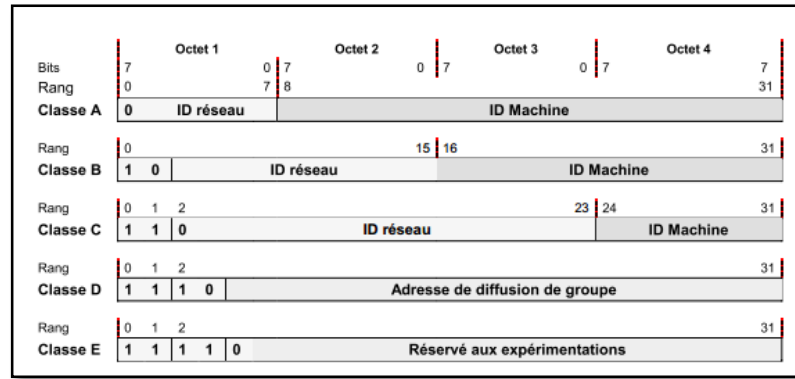 Octet 1 Octet 2 Octet 3 Octet 4
Bits 7 0 7 0 7 0 7 7
Rang 0 7 8 31
Classe A 0 ID réseau ID Machine
Rang 0 15 16 31
Classe B 1 0 ID réseau ID Machine
Rang 0 1 2 23 24 31
Classe C 1 1 0 ID réseau ID Machine
Rang 0 1 2 31
Classe D 1 1 1 0 Adresse de diffusion de groupe
Rang 0 1 2 31
Classe E 1 1 1 1 0 Réservé aux expérimentations